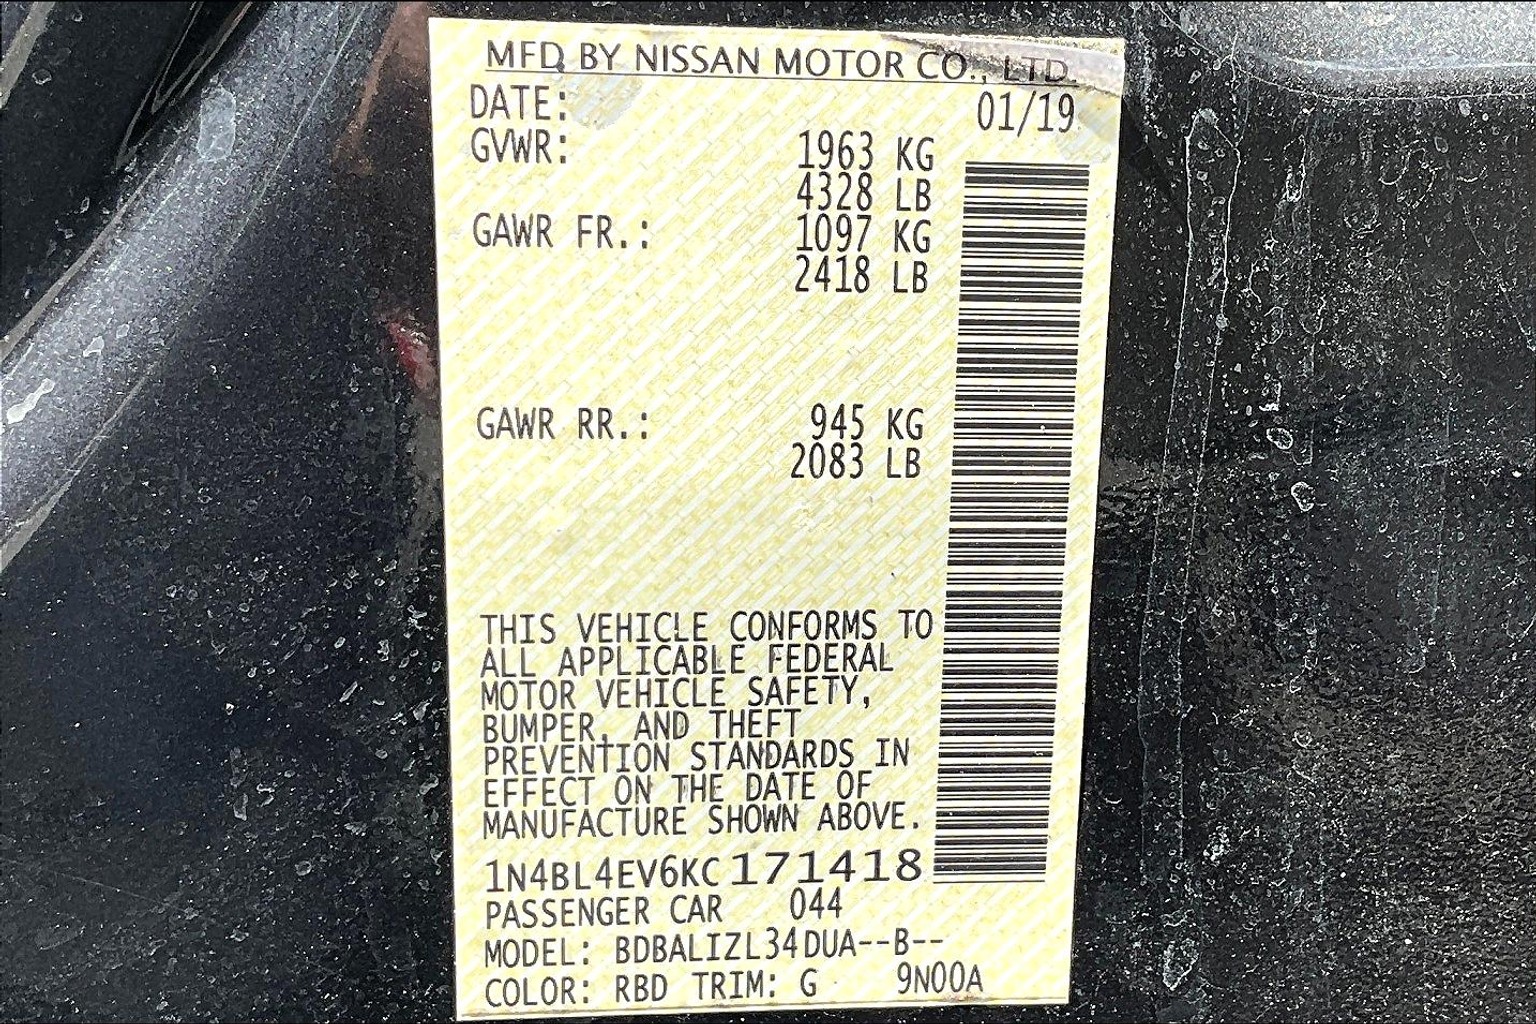 MFD BY NISSAN MOTOR CO., LTD.
DATE: 01/19
GVWR: 1963 KG
4328 LB
GAWR FR.: 1097 KG
2418 LB
GAWR RR.: 945 KG
2083 LB
THIS VEHICLE CONFORMS TO
ALL APPLICABLE FEDERAL
MOTOR VEHICLE SAFETY,
BUMPER, AND THEFT
PREVENTION STANDARDS IN
EFFECT ON THE DATE OF
MANUFACTURE SHOWN ABOVE.
1N4BL4EV6KC171418
PASSENGER CAR 044
MODEL: BDBALIZL34DUA--B--
COLOR: RBD TRIM: G 9N00A